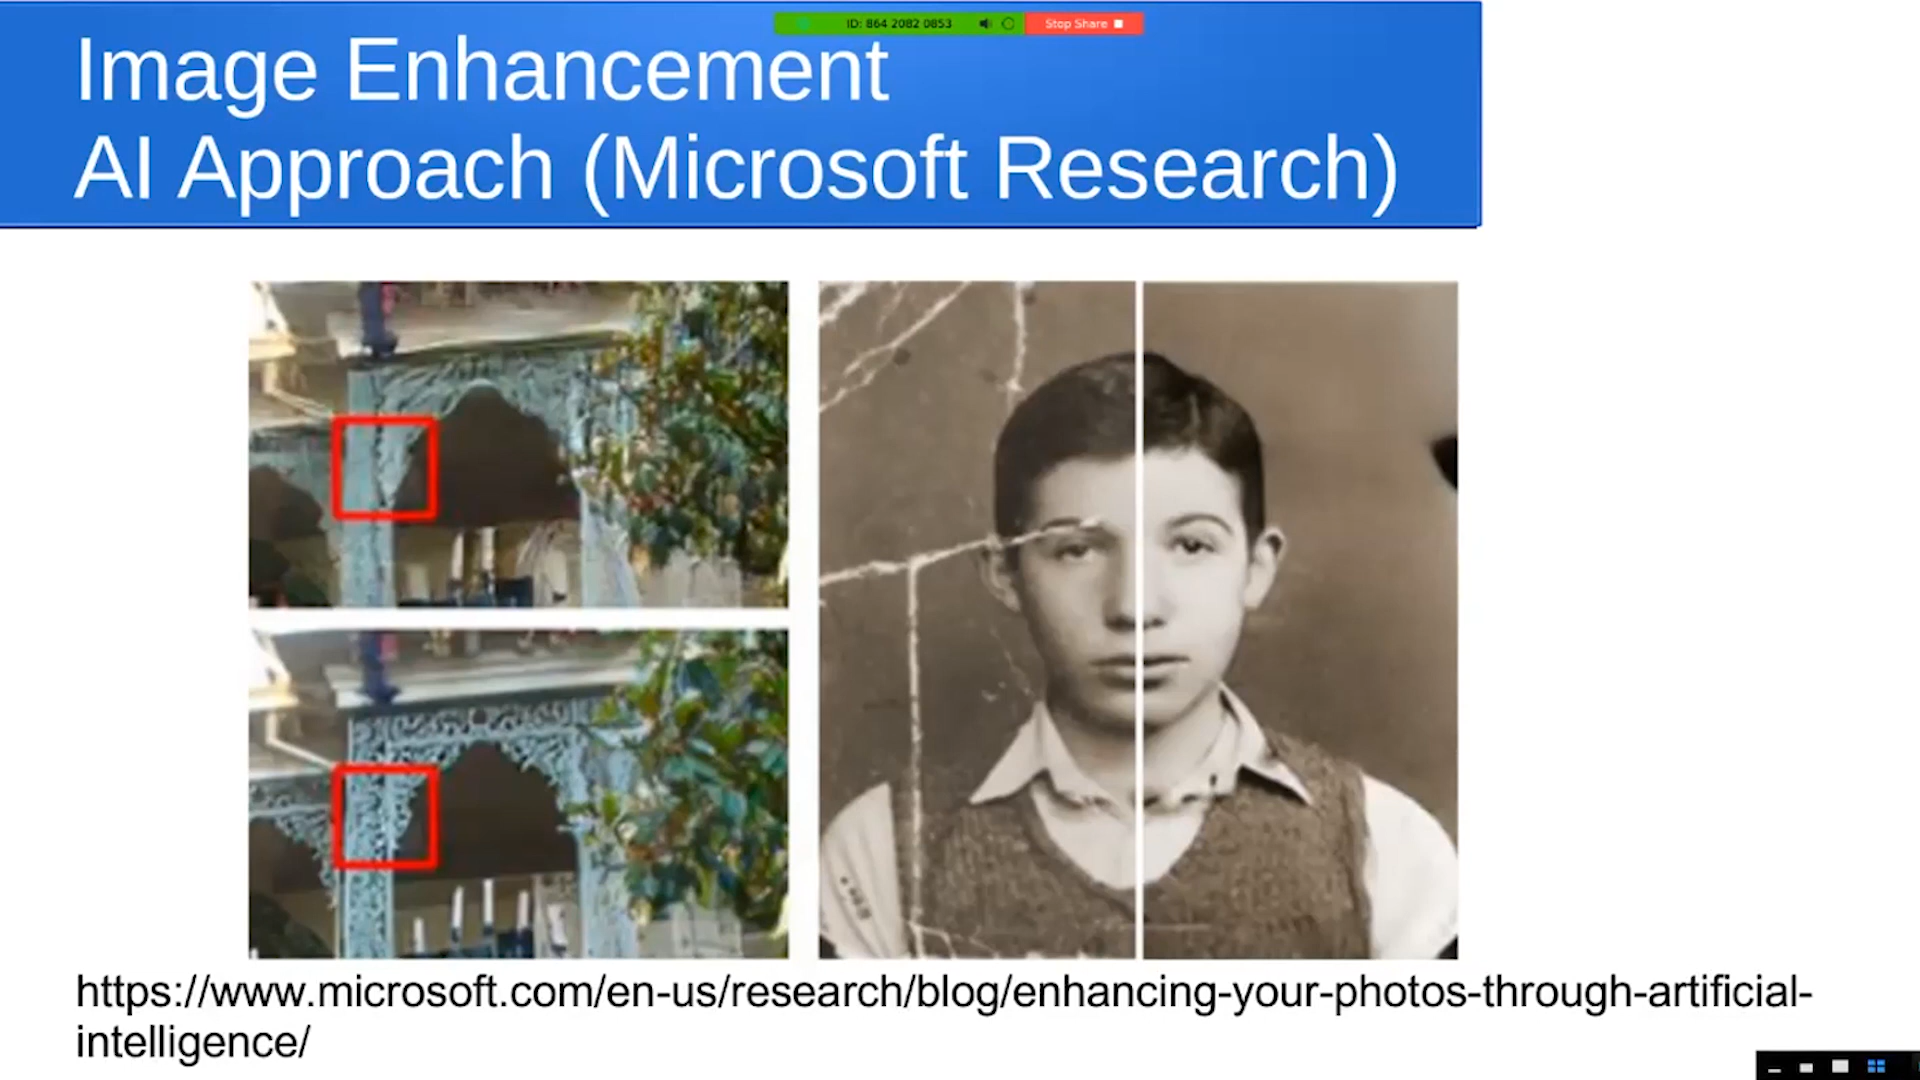 ID: 864 2082 0853
Stop Share
Image Enhancement
AI Approach (Microsoft Research)
https://www.microsoft.com/en-us/research/blog/enhancing-your-photos-through-artificial-
intelligence/